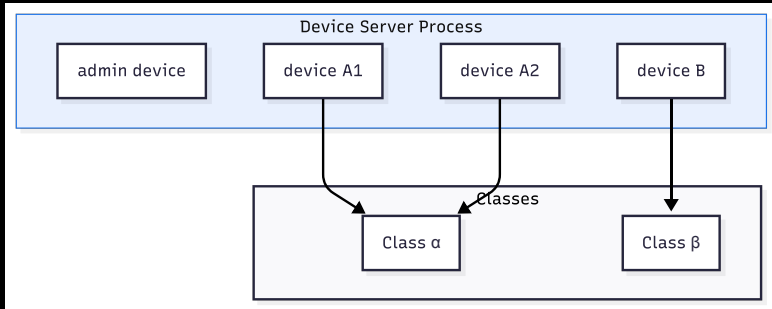 Device Server Process
admin device
device A1
device A2
device B
Classes
Class α
Class β